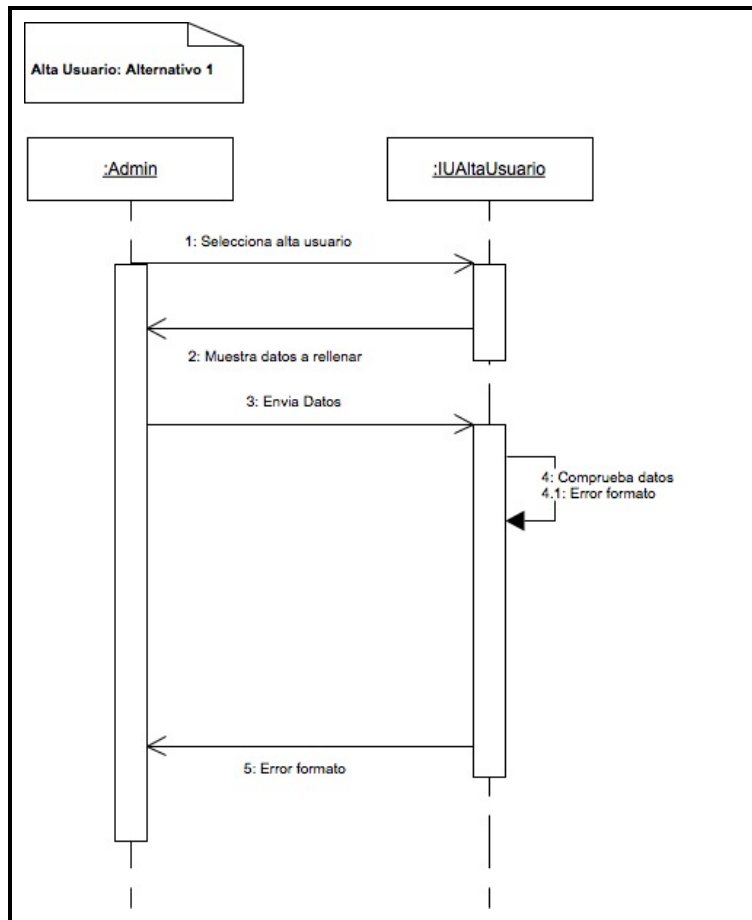 Alta Usuario: Alternativo 1
:Admin
:IUAltaUsuario
1: Selecciona alta usuario
2: Muestra datos a rellenar
3: Envia Datos
4: Comprueba datos
4.1: Error formato
5: Error formato